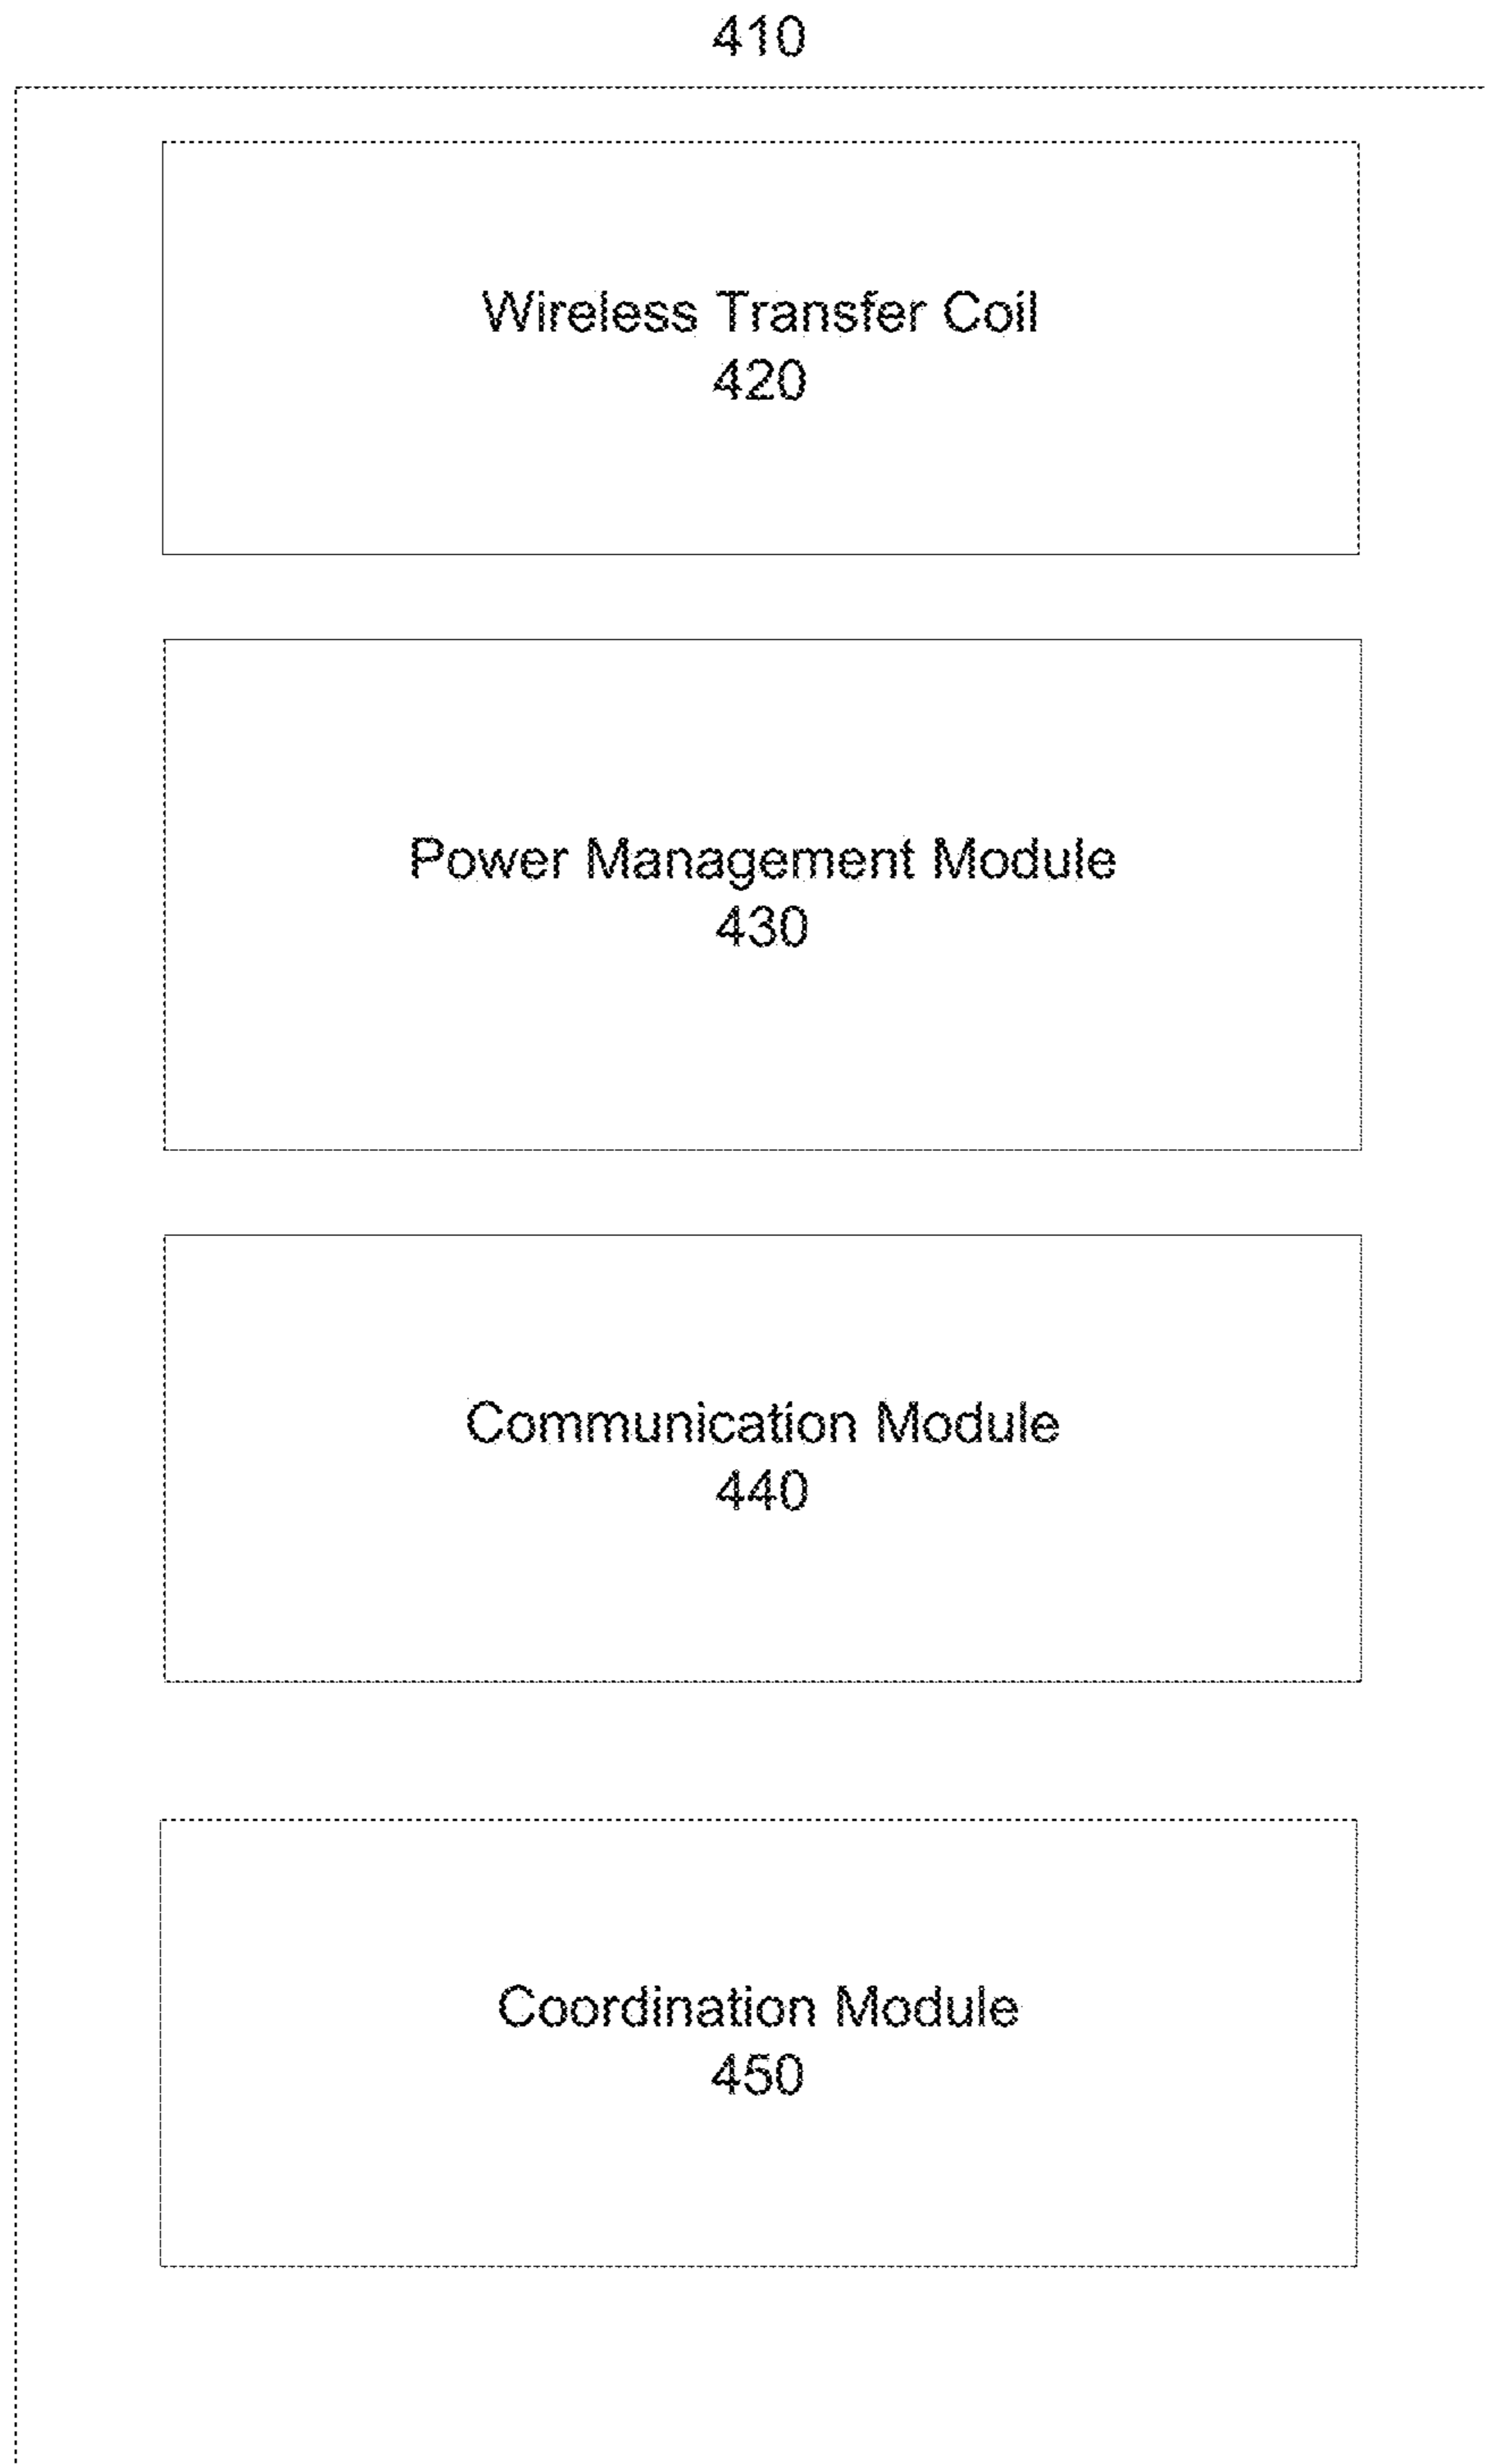 410
Wireless Transfer Coil
420
Power Management Module
430
Communication Module
440
Coordination Module
450